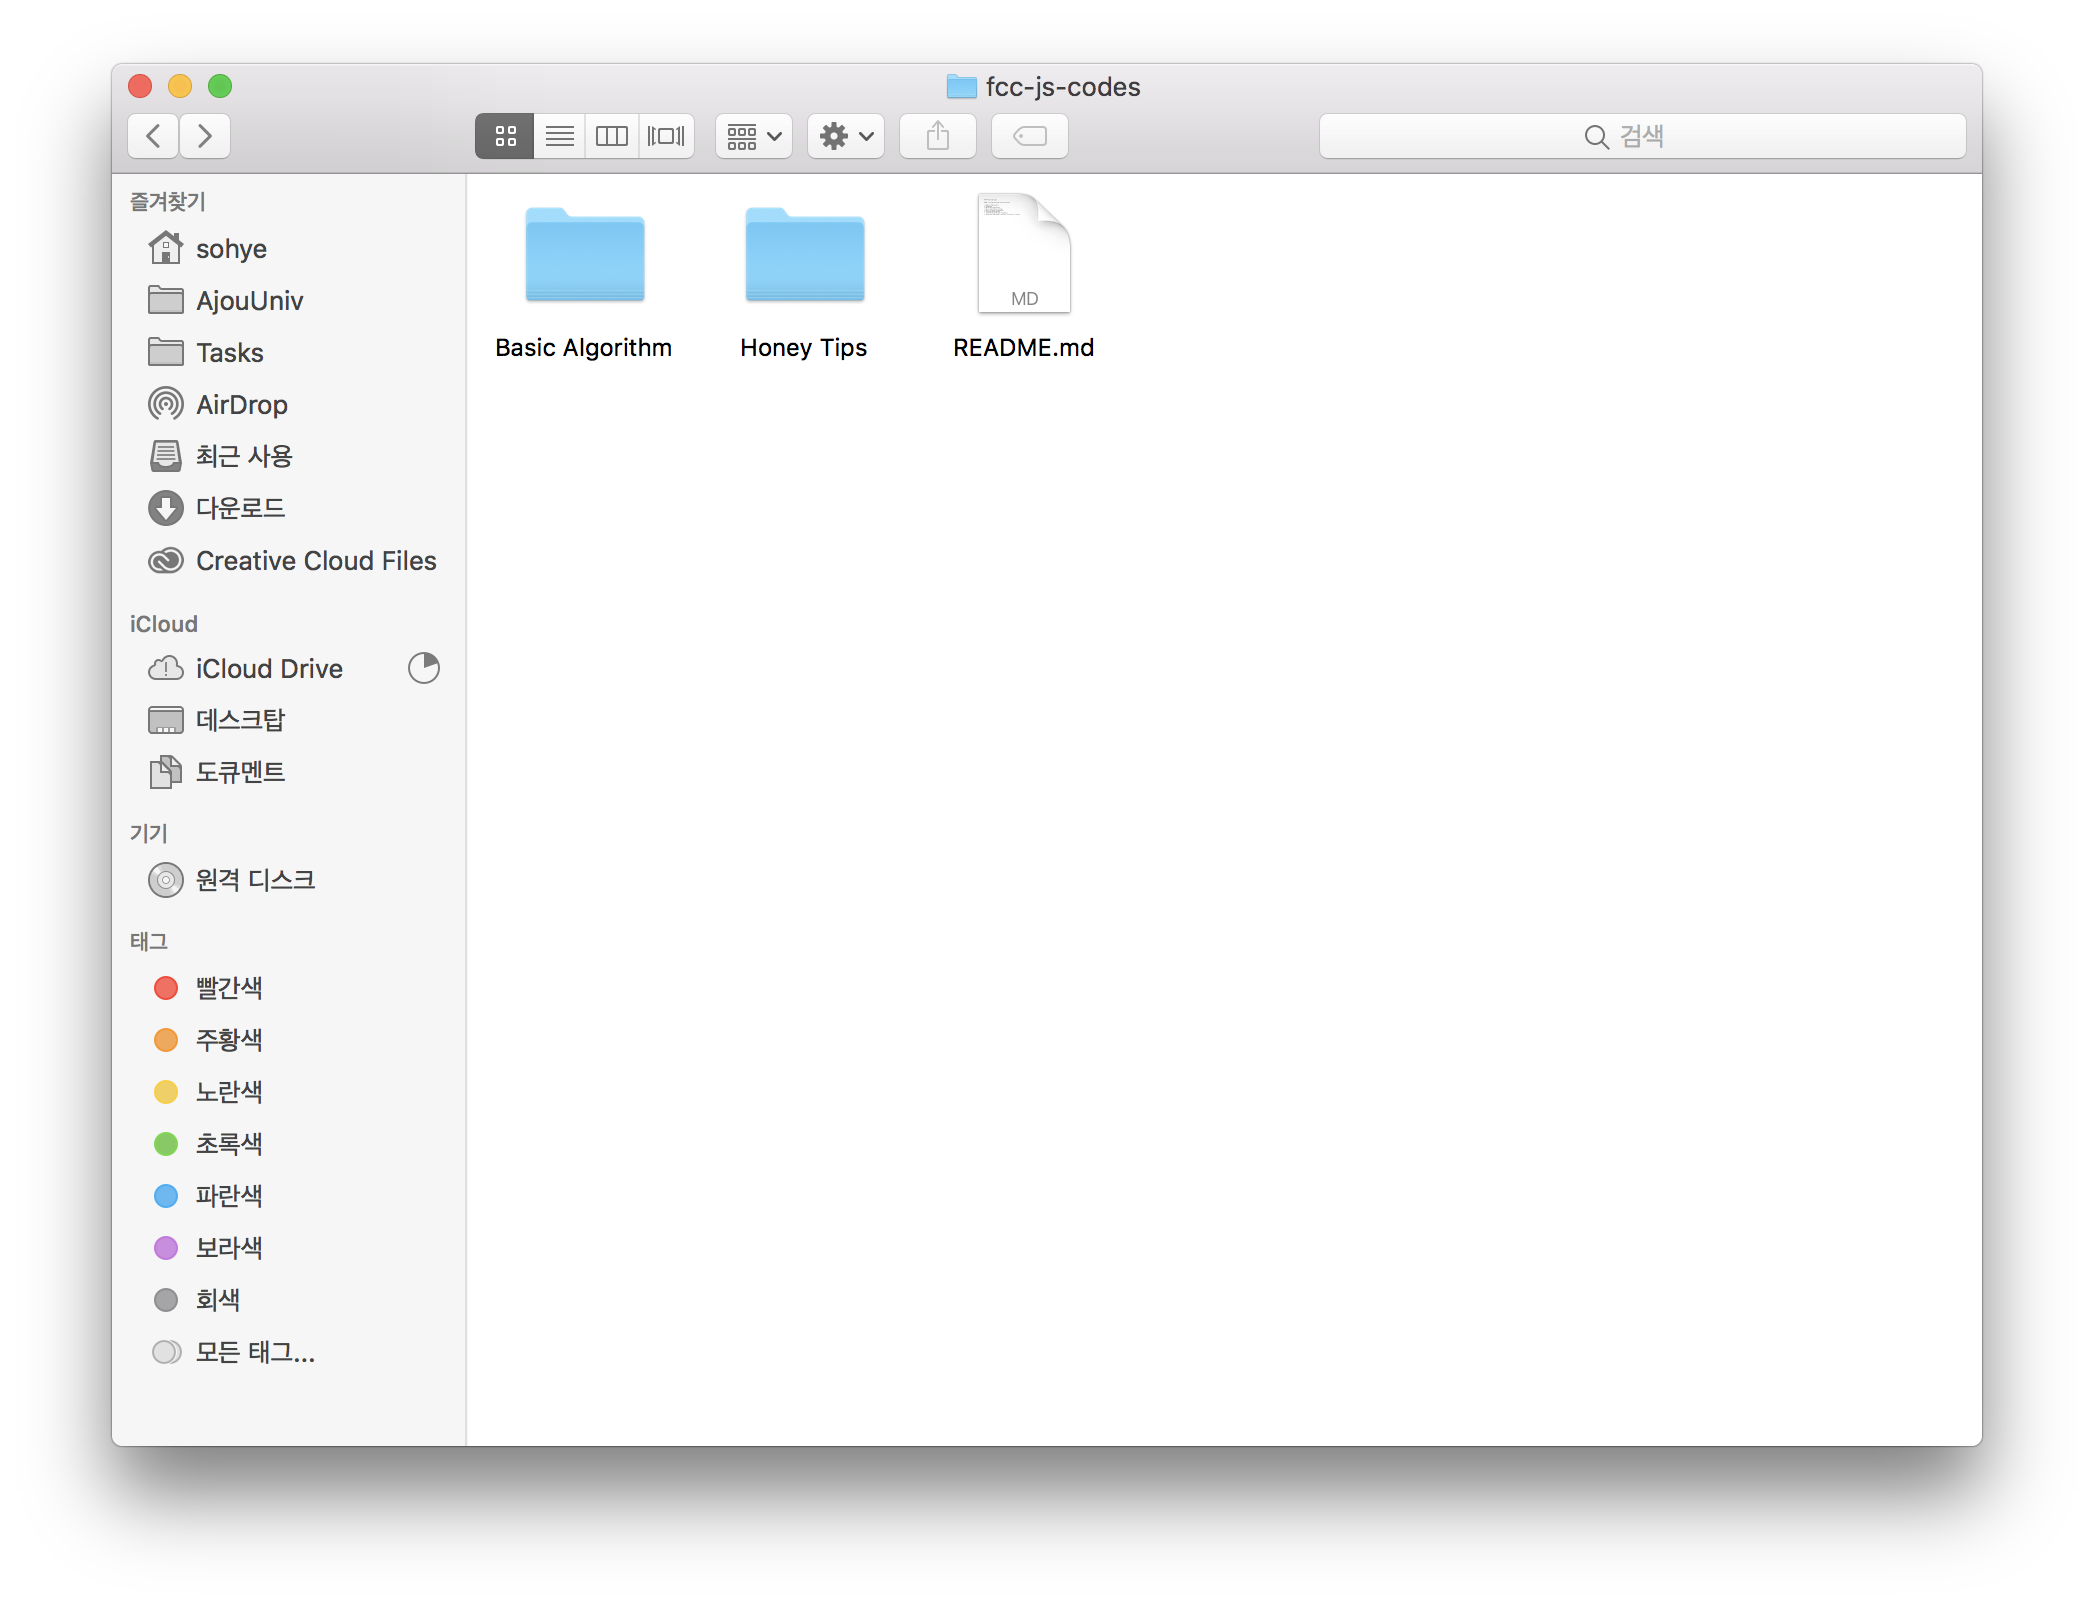 fcc-js-codes
검색
즐겨찾기
sohye
AjouUniv
Tasks
AirDrop
최근 사용
다운로드
Creative Cloud Files
iCloud
iCloud Drive
데스크탑
도큐멘트
기기
원격 디스크
태그
빨간색
주황색
노란색
초록색
파란색
보라색
회색
모든 태그...
MD
Basic Algorithm
Honey Tips
README.md